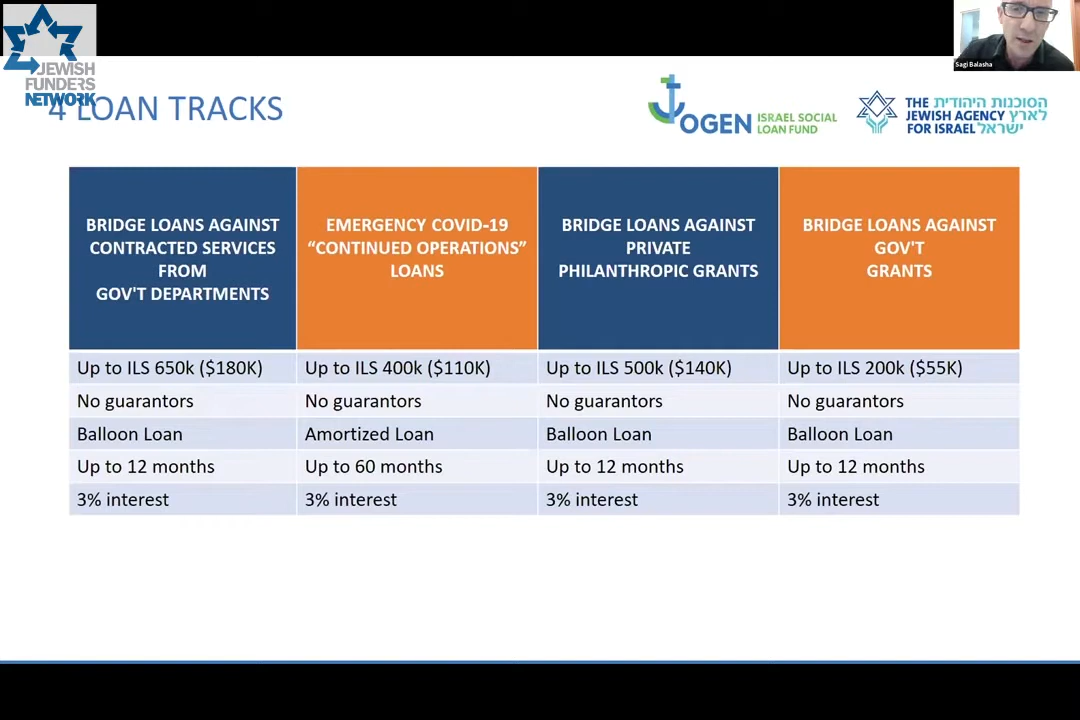 JEWISH
FUNDERS
NETWORK
4 LOAN TRACKS
OGEN ISRAEL SOCIAL
LOAN FUND
THE הסוכנות היהודית
JEWISH AGENCY לארץ
FOR ISRAEL ישראל
Sagi Balasha
BRIDGE LOANS AGAINST
CONTRACTED SERVICES
FROM
GOV'T DEPARTMENTS
EMERGENCY COVID-19
“CONTINUED OPERATIONS”
LOANS
BRIDGE LOANS AGAINST
PRIVATE
PHILANTHROPIC GRANTS
BRIDGE LOANS AGAINST
GOV'T
GRANTS
Up to ILS 650k ($180K) Up to ILS 400k ($110K) Up to ILS 500k ($140K) Up to ILS 200k ($55K)
No guarantors No guarantors No guarantors No guarantors
Balloon Loan Amortized Loan Balloon Loan Balloon Loan
Up to 12 months Up to 60 months Up to 12 months Up to 12 months
3% interest 3% interest 3% interest 3% interest